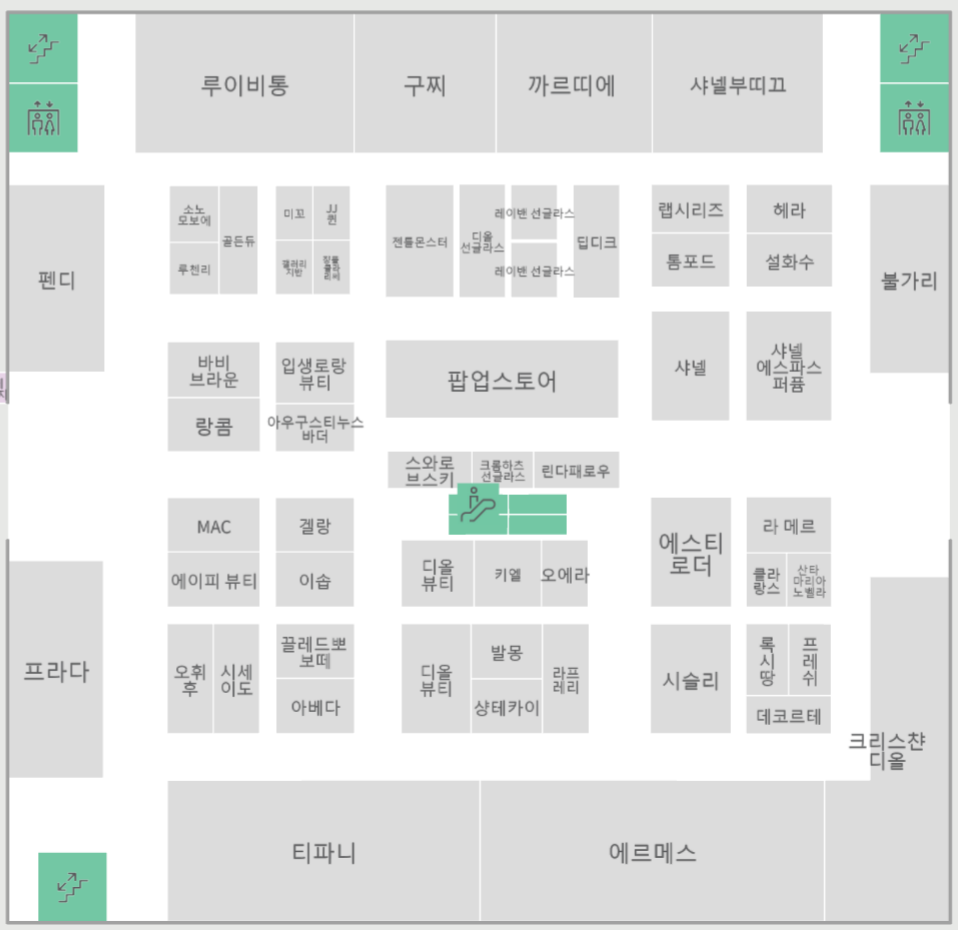 루이비통
구찌
까르띠에
샤넬부띠끄
펜디
소노
모보에
골든듀
루첸리
미꼬
JJ
퀸
갤러리
지반
젠틀몬스터
디올
선글라스
레이밴 선글라스
레이밴 선글라스
딥디크
랩시리즈
헤라
톰포드
설화수
불가리
바비
브라운
입생로랑
뷰티
랑콤
아우구스티누스
바더
팝업스토어
샤넬
샤넬
에스파스
퍼퓸
스와로
브스키
크롬하츠
선글라스
린다패로우
MAC
겔랑
에이피 뷰티
이솝
디올
뷰티
키엘
오에라
에스티
로더
라 메르
클라
랑스
산타
마리아
노벨라
프라다
오휘
후
시세
이도
끌레드뽀
보떼
아베다
디올
뷰티
발몽
샹테카이
라프
레리
시슬리
록
시
땅
프
레
쉬
데코르테
크리스챤
디올
티파니
에르메스